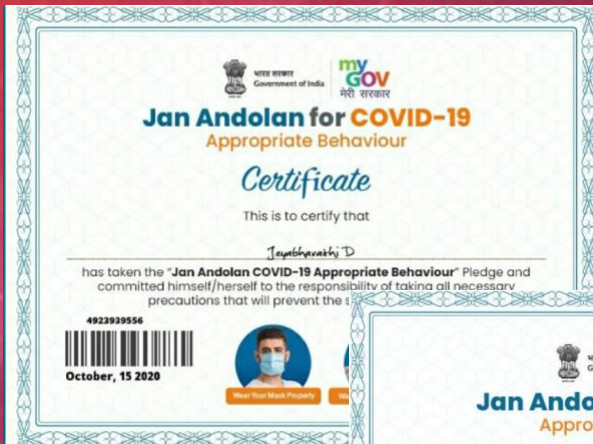 भारत सरकार
Government of India
my
GOV
मेरी सरकार
Jan Andolan for COVID-19
Appropriate Behaviour
Certificate
This is to certify that
Jeyabharathi D
has taken the "Jan Andolan COVID-19 Appropriate Behaviour" Pledge and
committed himself/herself to the responsibility of taking all necessary
precautions that will prevent the s
4923939556
October, 15 2020
Wear Your Mask Properly
Jan Ando
Appro